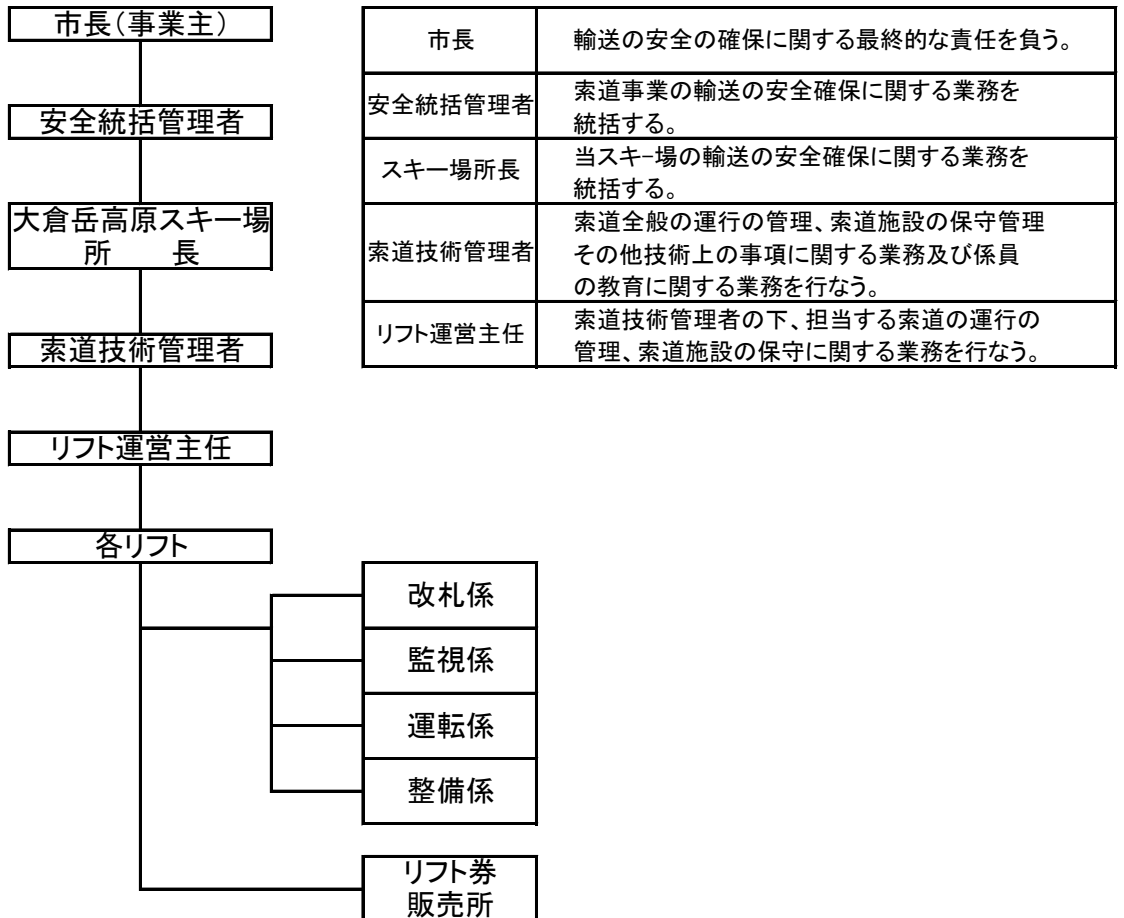 市長(事業主)
安全統括管理者
大倉岳高原スキー場
所　　長
索道技術管理者
リフト運営主任
各リフト
改札係
監視係
運転係
整備係
リフト券
販売所
市長
輸送の安全の確保に関する最終的な責任を負う。
安全統括管理者
索道事業の輸送の安全確保に関する業務を
統括する。
スキー場所長
当スキ-場の輸送の安全確保に関する業務を
統括する。
索道技術管理者
索道全般の運行の管理、索道施設の保守管理
その他技術上の事項に関する業務及び係員
の教育に関する業務を行なう。
リフト運営主任
索道技術管理者の下、担当する索道の運行の
管理、索道施設の保守に関する業務を行なう。